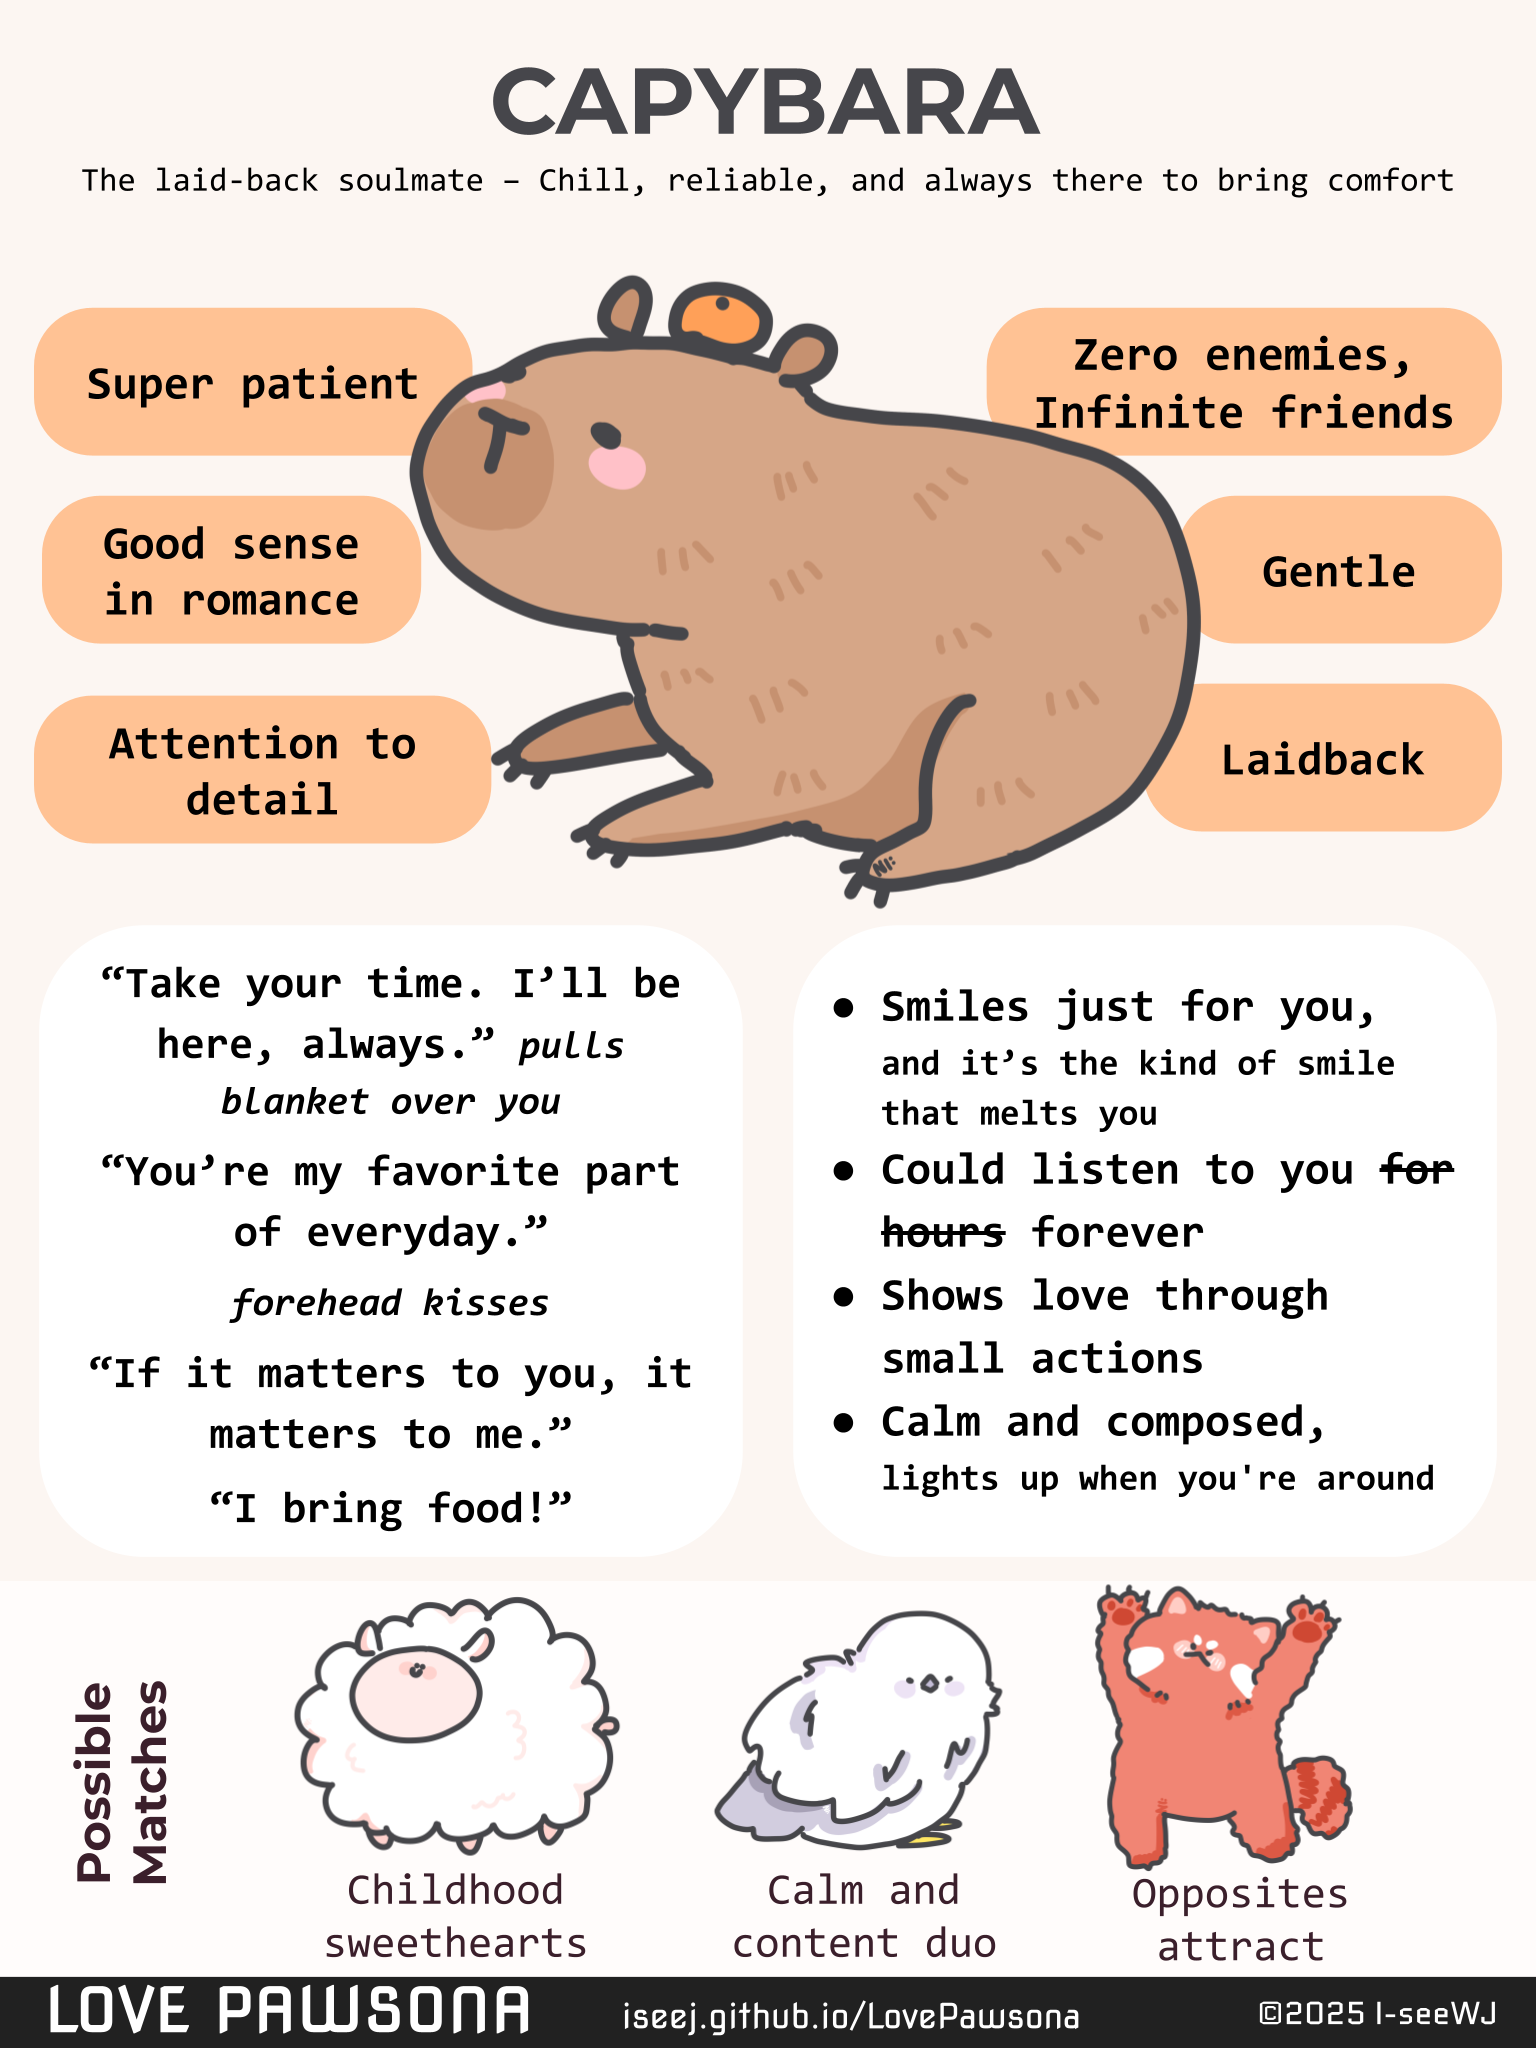 CAPYBARA
The laid-back soulmate – Chill, reliable, and always there to bring comfort
Super patient
Good sense
in romance
Attention to
detail
Zero enemies,
Infinite friends
Gentle
Laidback
“Take your time. I’ll be
here, always.” pulls
blanket over you
“You’re my favorite part
of everyday.”
forehead kisses
“If it matters to you, it
matters to me.”
“I bring food!”
● Smiles just for you,
and it’s the kind of smile
that melts you
● Could listen to you for
hours forever
● Shows love through
small actions
● Calm and composed,
lights up when you're around
Possible
Matches
Childhood
sweethearts
Calm and
content duo
Opposites
attract
LOVE PAWSONA
iseej.github.io/LovePawsona
©2025 I-seeWJ